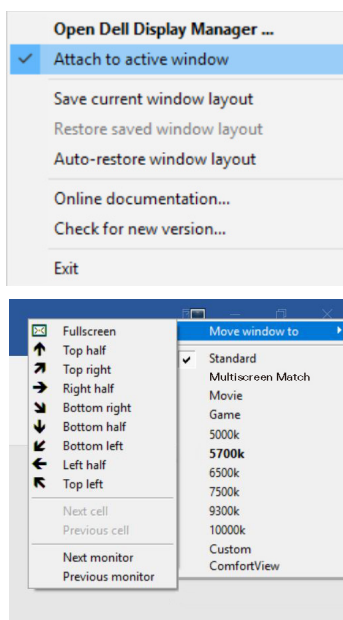 Open Dell Display Manager ...
Attach to active window
Save current window layout
Restore saved window layout
Auto-restore window layout
Online documentation...
Check for new version...
Exit
Fullscreen
Top half
Top right
Right half
Bottom right
Bottom half
Bottom left
Left half
Top left
Next cell
Previous cell
Next monitor
Previous monitor
Move window to
Standard
Multiscreen Match
Movie
Game
5000k
5700k
6500k
7500k
9300k
10000k
Custom
ComfortView